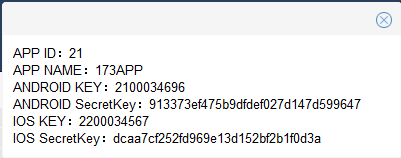 APP ID：21
APP NAME：173APP
ANDROID KEY：2100034696
ANDROID SecretKey：913373ef475b9dfdef027d147d599647
IOS KEY：2200034567
IOS SecretKey：dcaa7cf252fd969e13d152bf2b1f0d3a